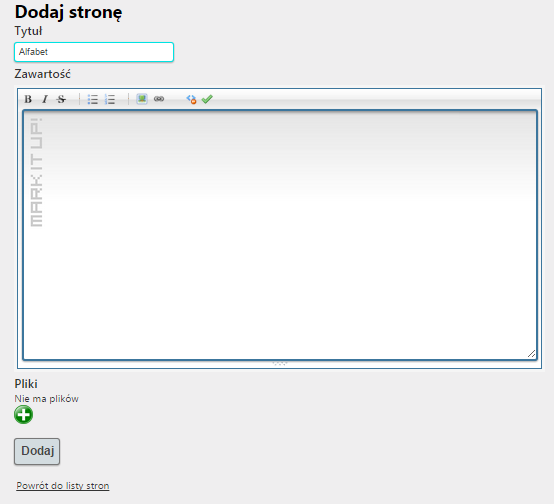 Dodaj stronę
Tytuł
Alfabet
Zawartość
B I S
MARK IT UP!
Pliki
Nie ma plików
Dodaj
Powrót do listy stron